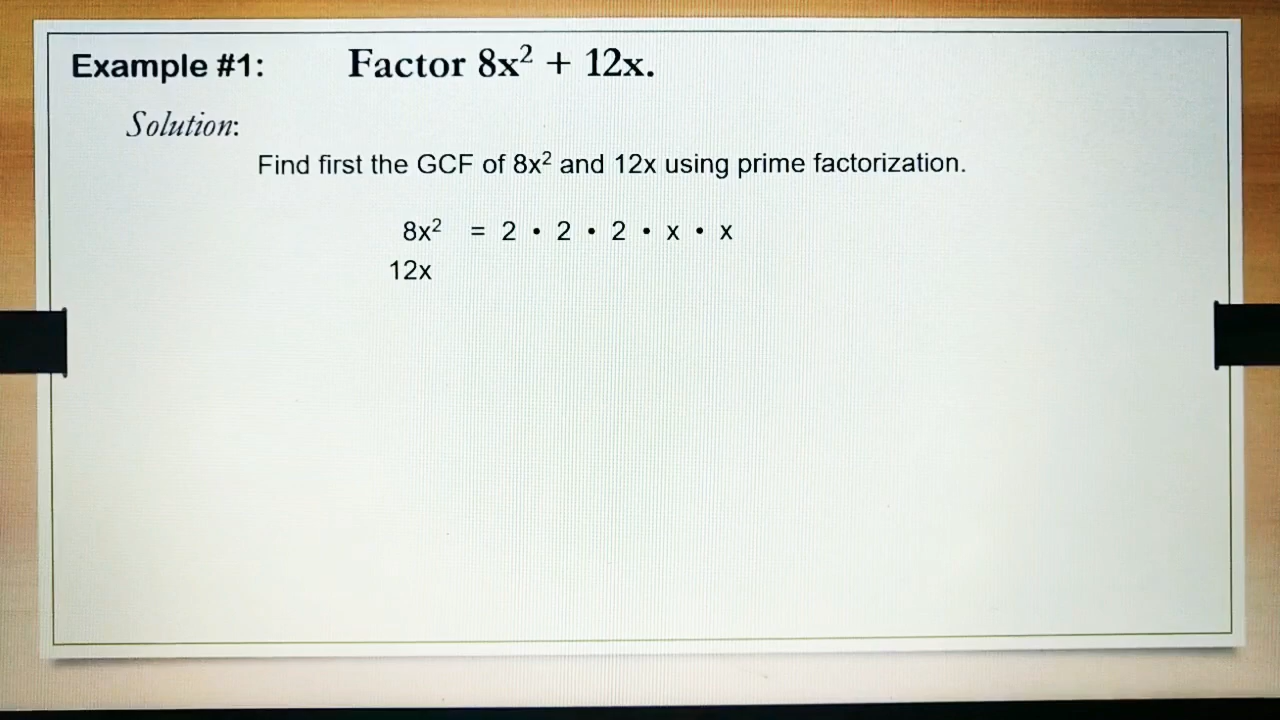 Example #1: Factor 8x² + 12x.
Solution:
Find first the GCF of 8x² and 12x using prime factorization.
8x² = 2 • 2 • 2 • x • x
12x